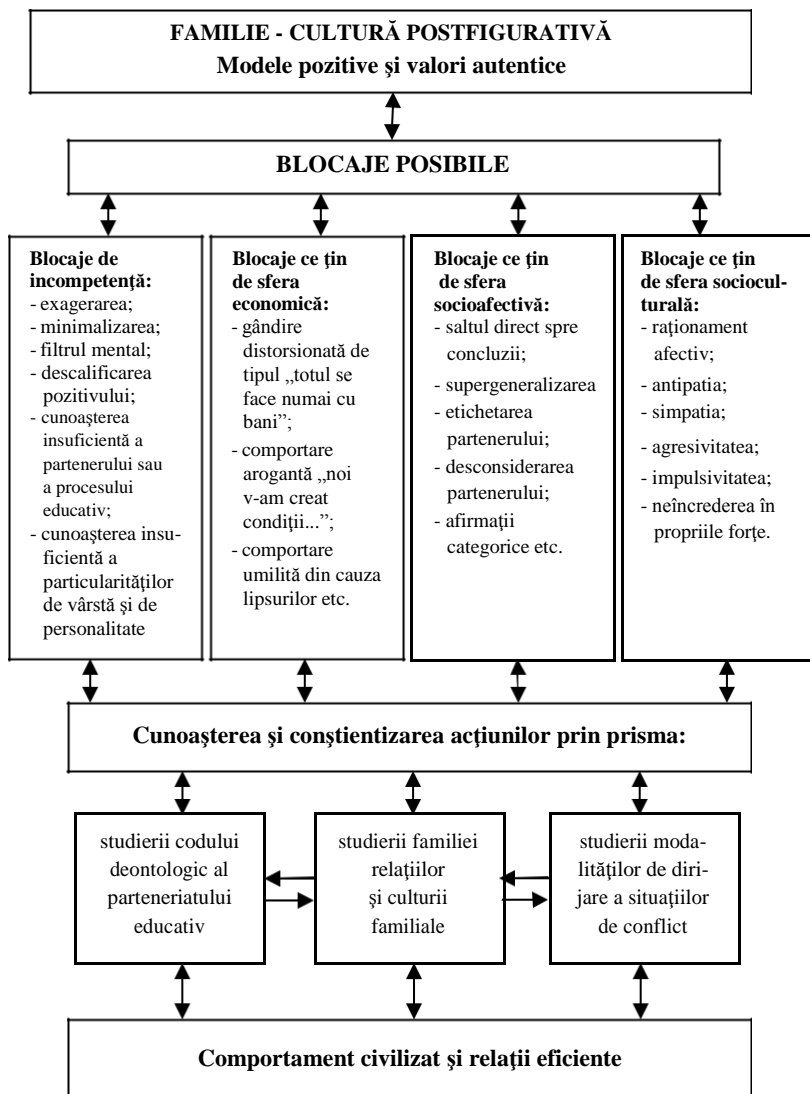 FAMILIE - CULTURĂ POSTFIGURATIVĂ
Modele pozitive şi valori autentice
BLOCAJE POSIBILE
Blocaje de
incompetenţă:
- exagerarea;
- minimalizarea;
- filtrul mental;
- descalificarea
pozitivului;
- cunoaşterea
insuficientă a
partenerului sau
a procesului
educativ;
- cunoaşterea insu-
ficientă a
particularităţilor
de vârstă şi de
personalitate
Blocaje ce ţin
de sfera
economică:
- gândire
distorsionată de
tipul „totul se
face numai cu
bani”;
- comportare
arogantă „noi
v-am creat
condiţii...”;
- comportare
umilită din cauza
lipsurilor etc.
Blocaje ce ţin
de sfera
socioafectivă:
- saltul direct spre
concluzii;
- supergeneralizarea
- etichetarea
partenerului;
- desconsiderarea
partenerului;
- afirmaţii
categorice etc.
Blocaje ce ţin
de sfera sociocul-
turală:
- raţionament
afectiv;
- antipatia;
- simpatia;
- agresivitatea;
- impulsivitatea;
- neîncrederea în
propriile forţe.
Cunoaşterea şi conştientizarea acţiunilor prin prisma:
studierii codului
deontologic al
parteneriatului
educativ
studierii familiei
relaţiilor
şi culturii
familiale
studierii moda-
lităţilor de diri-
jare a situaţiilor
de conflict
Comportament civilizat şi relaţii eficiente